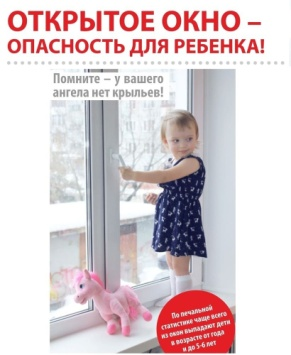 ОТКРЫТОЕ ОКНО –
ОПАСНОСТЬ ДЛЯ РЕБЕНКА!
Помните – у вашего
ангела нет крыльев!
По печальной
статистике чаще всего
из окон выпадают дети
в возрасте от года
и до 5-6 лет